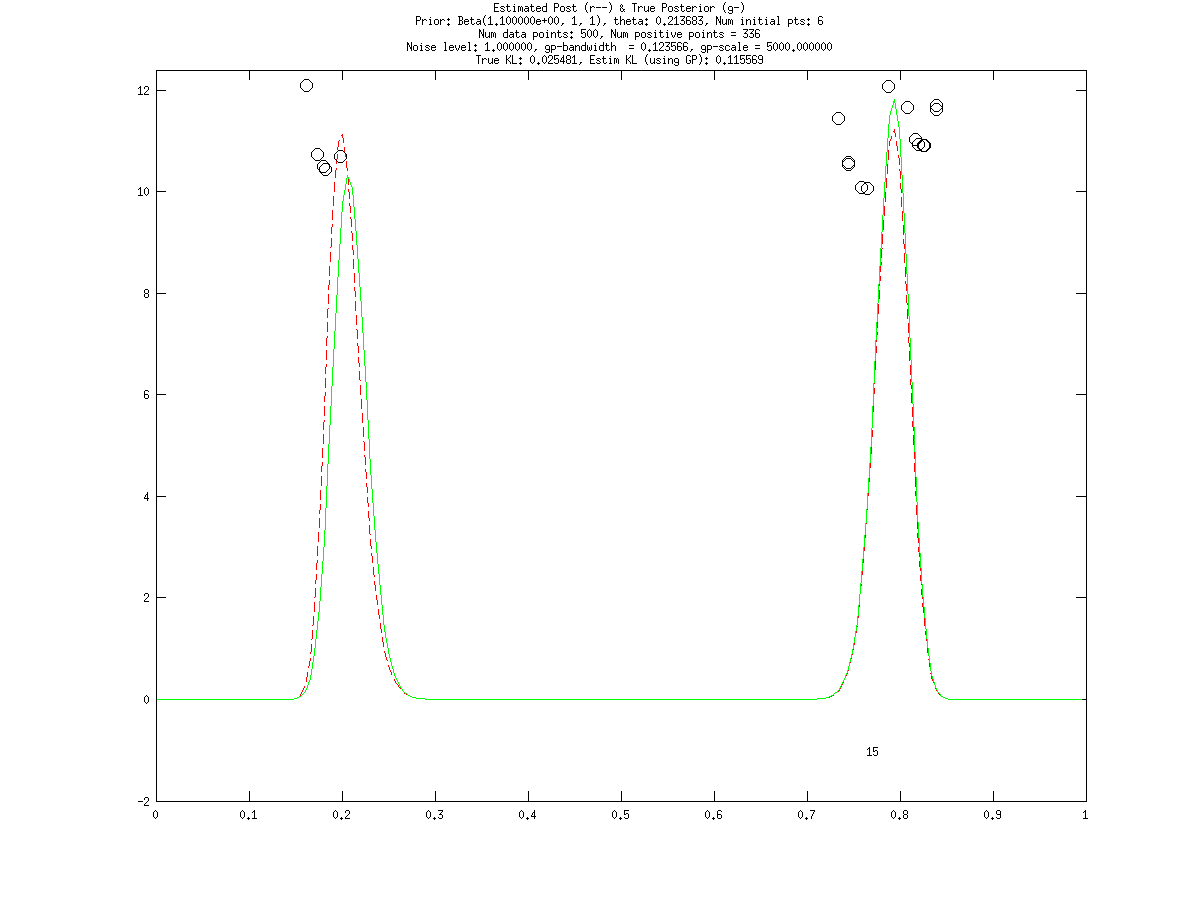 Estimated Post (r--) & True Posterior (g-)
Prior: Beta(1.100000e+00, 1, 1), theta: 0.213683, Num initial pts: 6
Num data points: 500, Num positive points = 336
Noise level: 1.000000, gp-bandwidth  = 0.123566, gp-scale = 5000.000000
True KL: 0.025481, Estim KL (using GP): 0.115569
12
10
8
6
4
2
0
15
-2
0 0.1 0.2 0.3 0.4 0.5 0.6 0.7 0.8 0.9 1